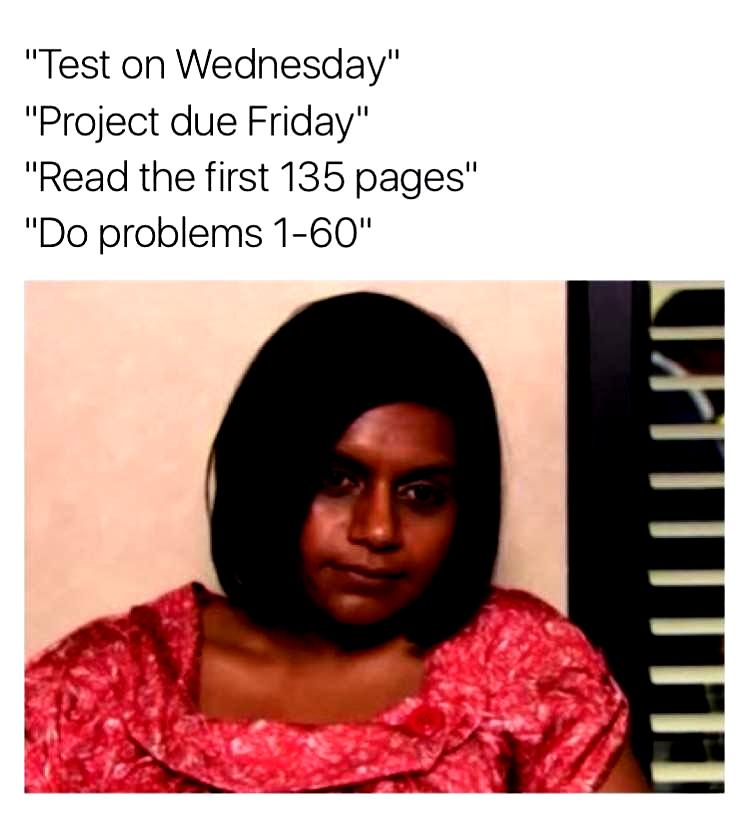 "Test on Wednesday"
"Project due Friday"
"Read the first 135 pages"
"Do problems 1-60"